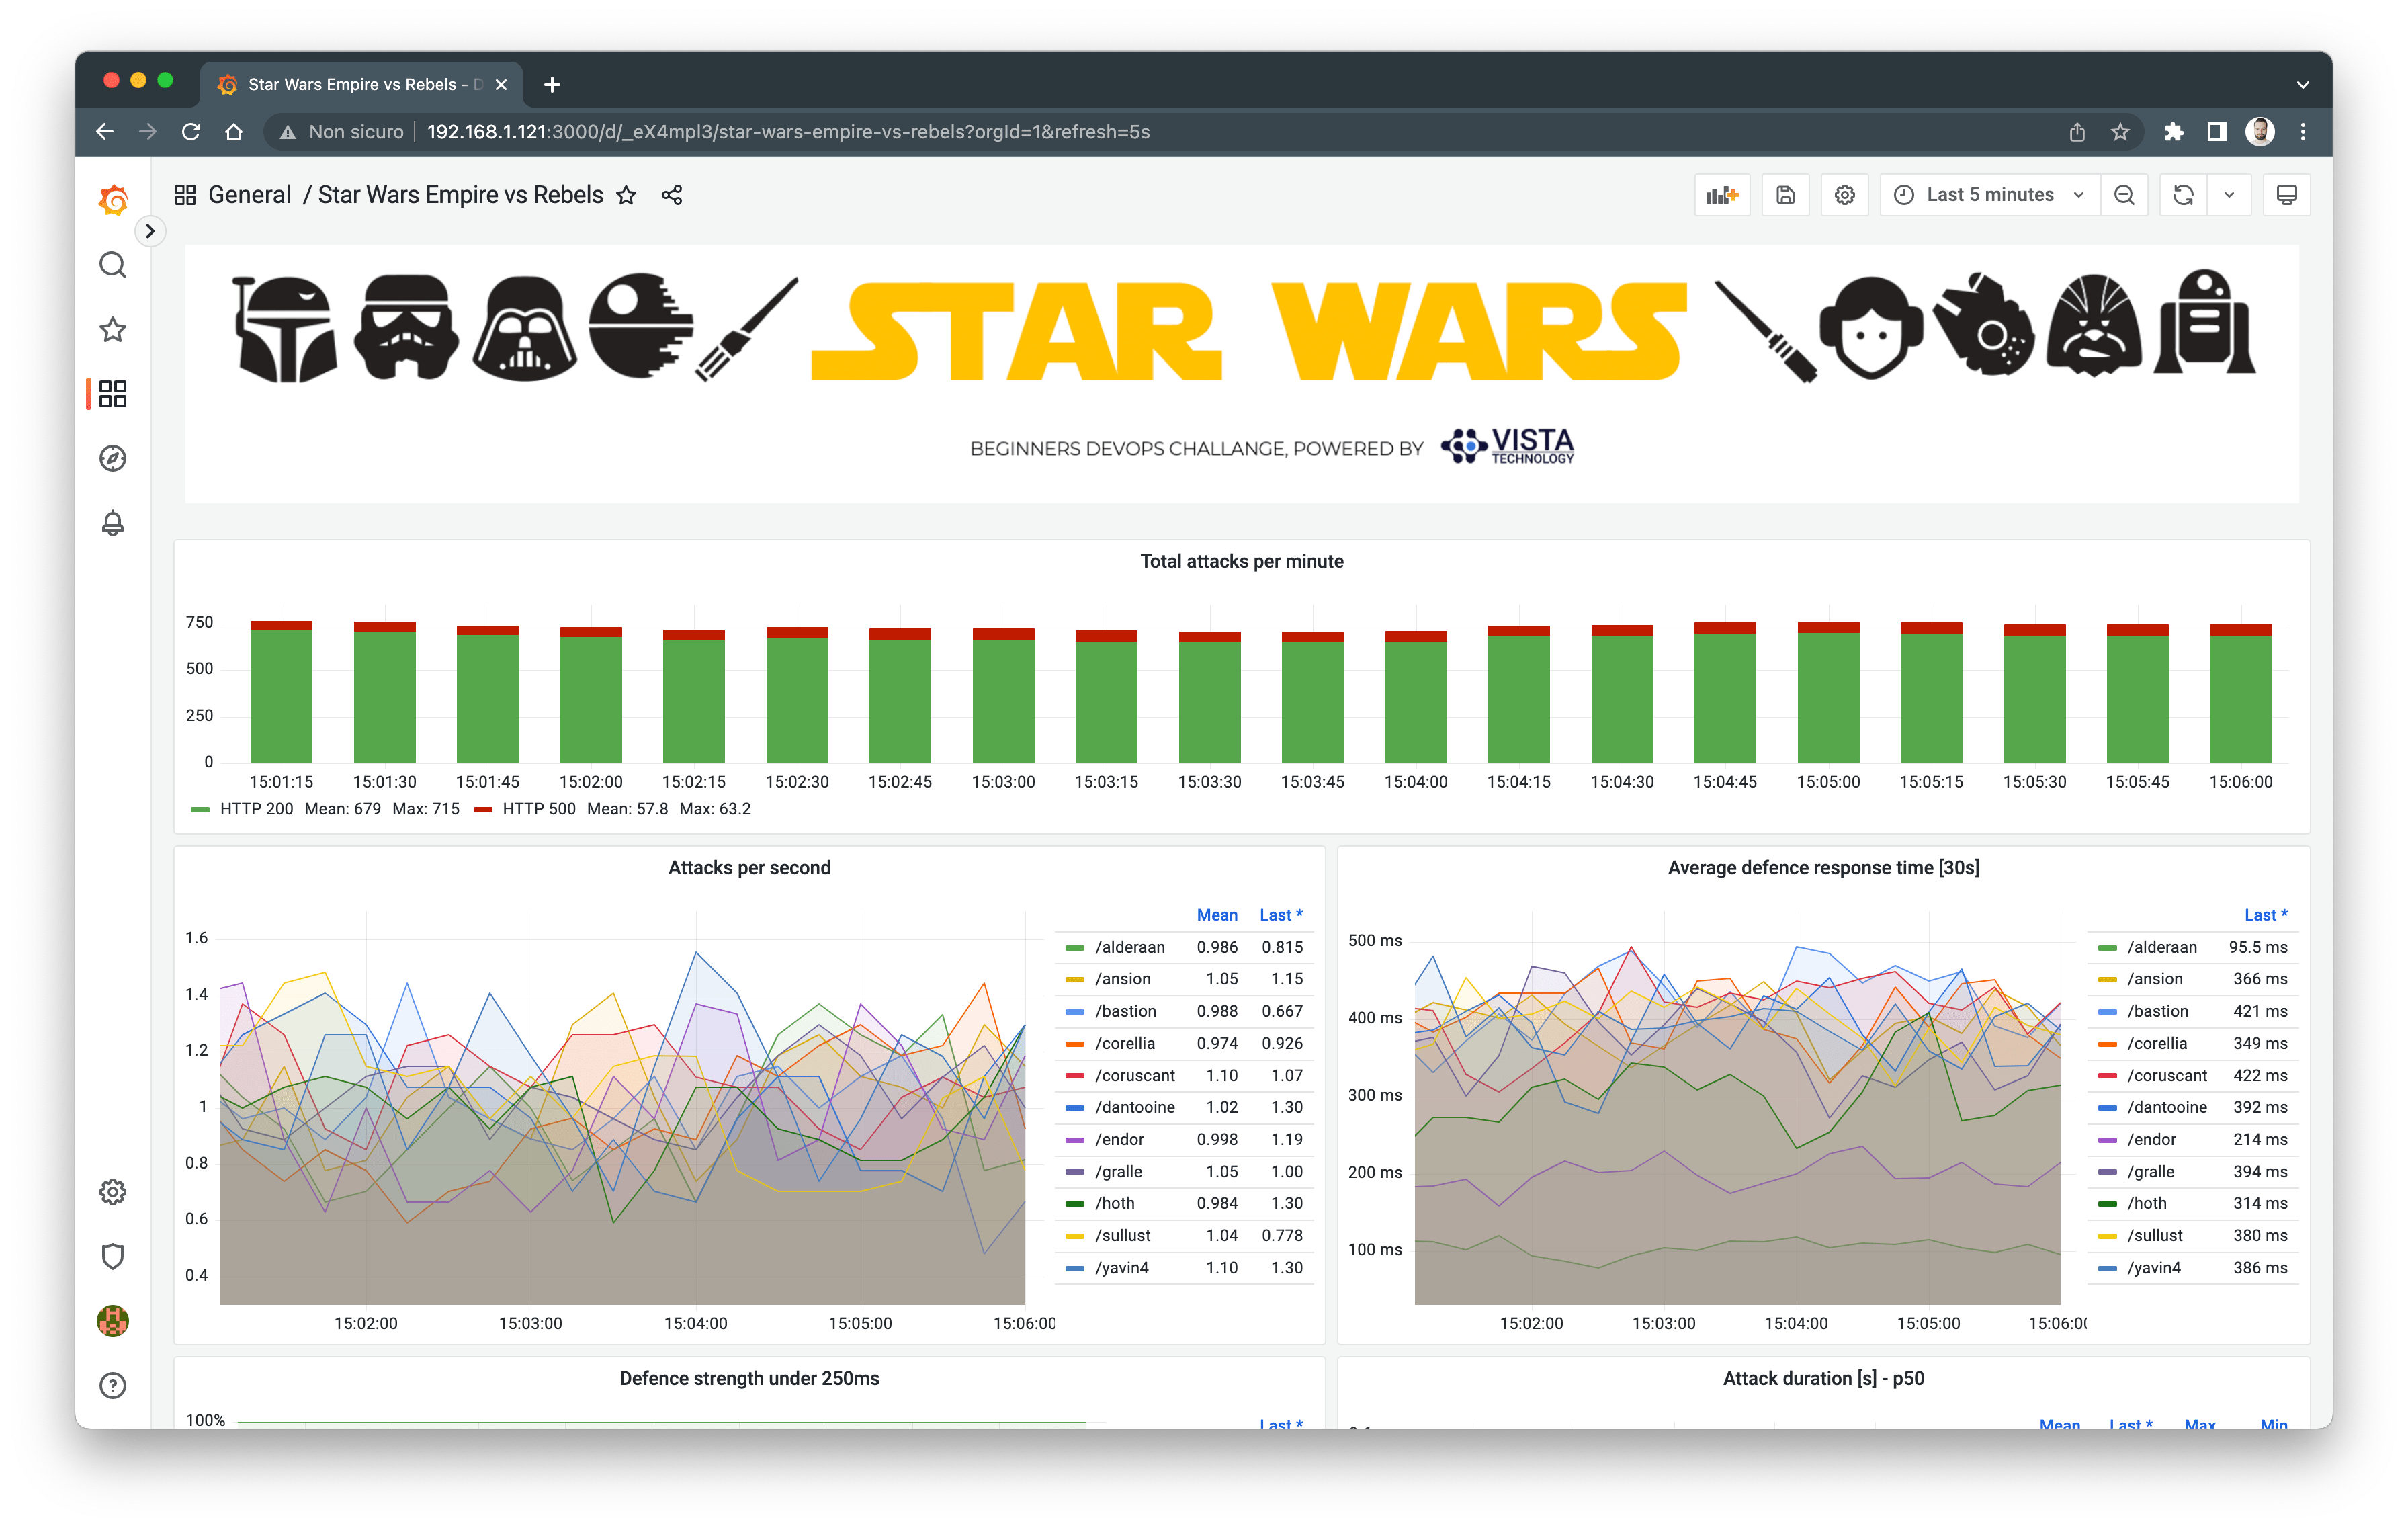 Star Wars Empire vs Rebels - D
Non sicuro 192.168.1.121:3000/d/_eX4mpl3/star-wars-empire-vs-rebels?orgId=1&refresh=5s
General / Star Wars Empire vs Rebels
Last 5 minutes
STAR WARS
BEGINNERS DEVOPS CHALLANGE, POWERED BY VISTA TECHNOLOGY
Total attacks per minute
750
500
250
0
15:01:15 15:01:30 15:01:45 15:02:00 15:02:15 15:02:30 15:02:45 15:03:00 15:03:15 15:03:30 15:03:45 15:04:00 15:04:15 15:04:30 15:04:45 15:05:00 15:05:15 15:05:30 15:05:45 15:06:00
HTTP 200 Mean: 679 Max: 715 HTTP 500 Mean: 57.8 Max: 63.2
Attacks per second
1.6
1.4
1.2
1
0.8
0.6
0.4
15:02:00 15:03:00 15:04:00 15:05:00 15:06:00
Mean Last *
/alderaan 0.986 0.815
/ansion 1.05 1.15
/bastion 0.988 0.667
/corellia 0.974 0.926
/coruscant 1.10 1.07
/dantooine 1.02 1.30
/endor 0.998 1.19
/gralle 1.05 1.00
/hoth 0.984 1.30
/sullust 1.04 0.778
/yavin4 1.10 1.30
Average defence response time [30s]
500 ms
400 ms
300 ms
200 ms
100 ms
15:02:00 15:03:00 15:04:00 15:05:00 15:06:00
Last *
/alderaan 95.5 ms
/ansion 366 ms
/bastion 421 ms
/corellia 349 ms
/coruscant 422 ms
/dantooine 392 ms
/endor 214 ms
/gralle 394 ms
/hoth 314 ms
/sullust 380 ms
/yavin4 386 ms
Defence strength under 250ms
100%
Last *
Attack duration [s] - p50
Mean Last * Max Min